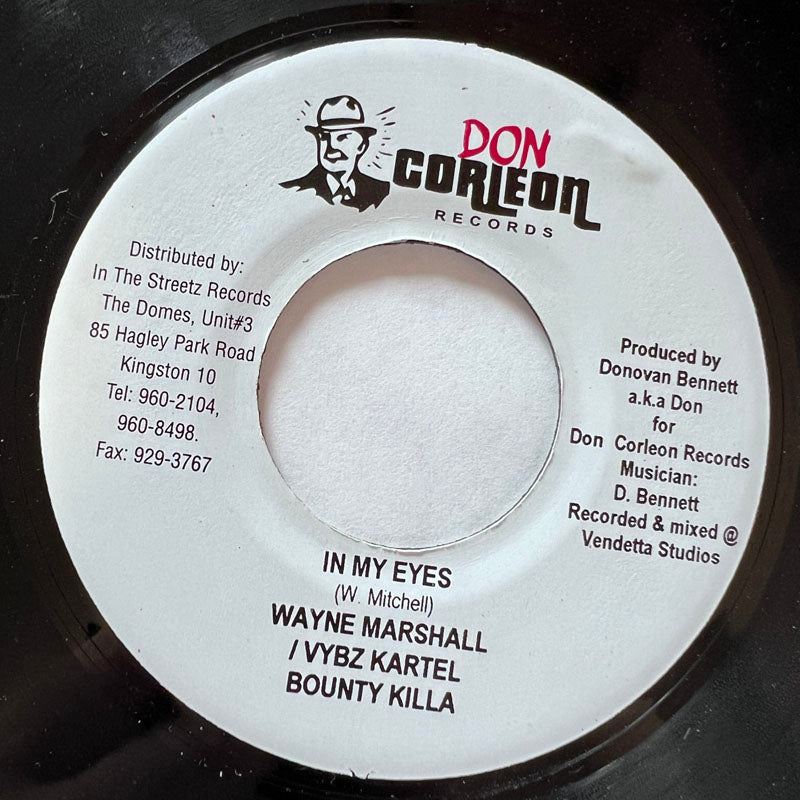 DON
CORLEON
RECORDS
Distributed by:
In The Streetz Records
The Domes, Unit#3
85 Hagley Park Road
Kingston 10
Tel: 960-2104,
960-8498.
Fax: 929-3767
Produced by
Donovan Bennett
a.k.a Don
for
Don Corleon Records
Musician:
D. Bennett
Recorded & mixed @
Vendetta Studios
IN MY EYES
(W. Mitchell)
WAYNE MARSHALL
/ VYBZ KARTEL
BOUNTY KILLA